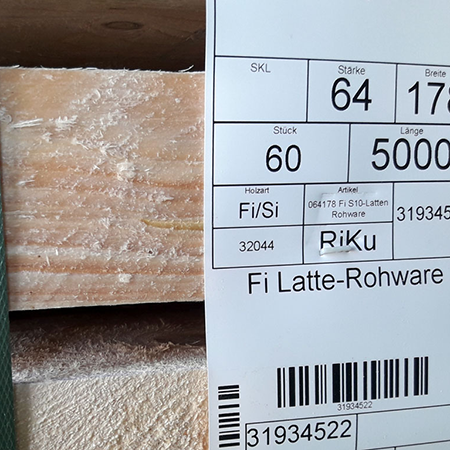 SKL
Stärke
Breite
64
178
Stück
Länge
60
5000
Holzart
Artikel
Fi/Si
064178 Fi S10-Latten
Rohware
319345
32044
RiKu
Fi Latte-Rohware
31934522
31934522